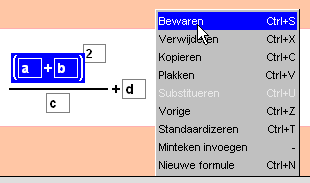 (a + b)2
c
+ d
Bewaren Ctrl+S
Verwijderen Ctrl+X
Kopieren Ctrl+C
Plakken Ctrl+V
Substitueren Ctrl+U
Vorige Ctrl+Z
Standaardizeren Ctrl+T
Minteken invoegen -
Nieuwe formule Ctrl+N